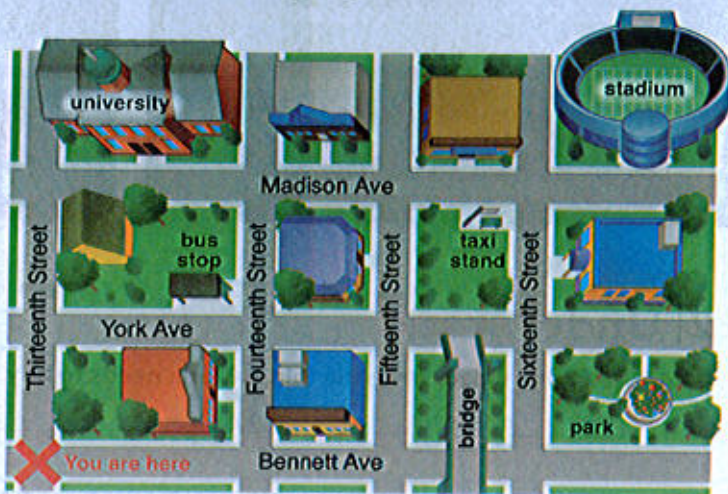 university
stadium
Madison Ave
Thirteenth Street
bus
stop
Fourteenth Street
Fifteenth Street
taxi
stand
Sixteenth Street
York Ave
You are here
Bennett Ave
bridge
park